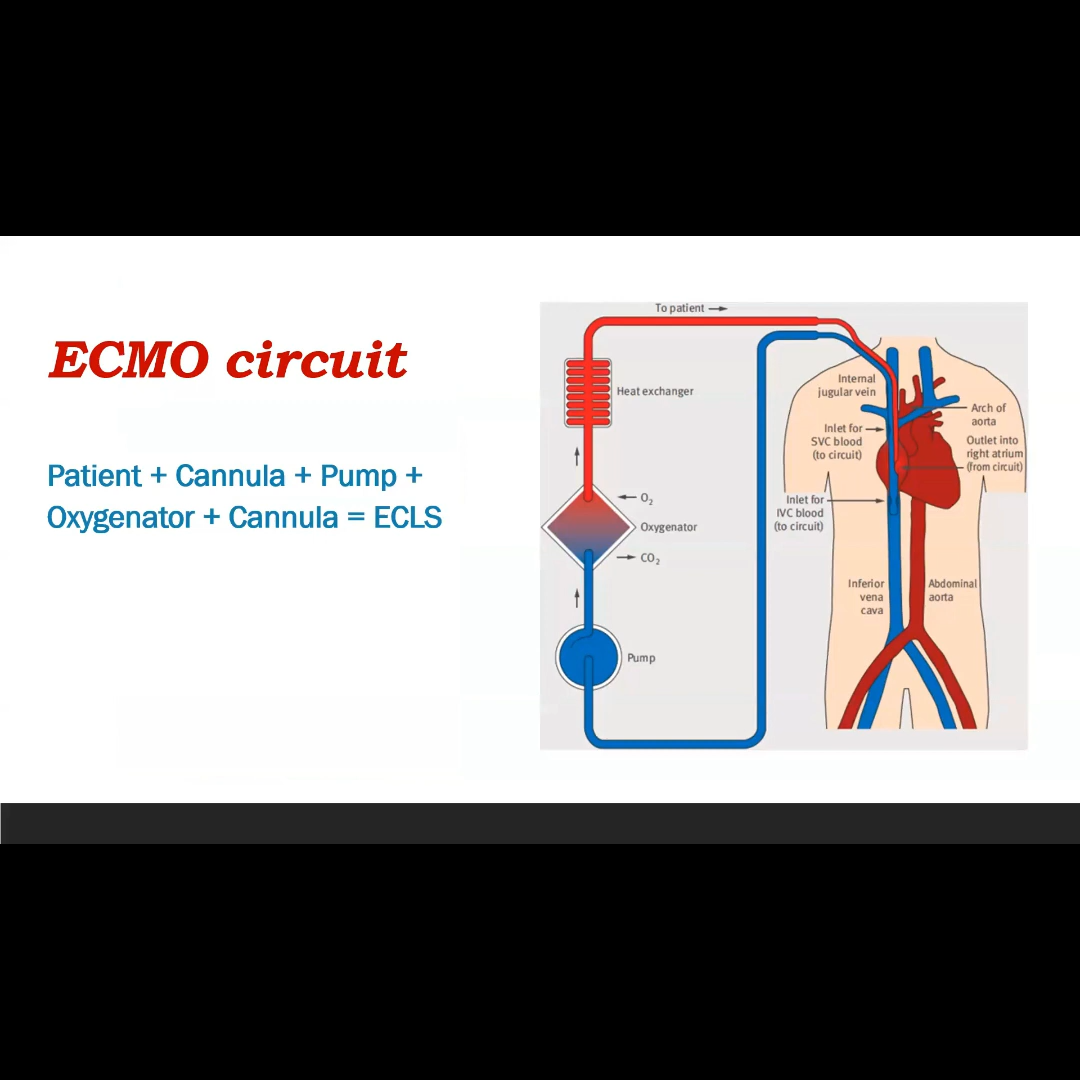 ECMO circuit
Patient + Cannula + Pump +
Oxygenator + Cannula = ECLS
To patient
Heat exchanger
O₂
Oxygenator
CO₂
Pump
Internal
jugular vein
Inlet for
SVC blood
(to circuit)
Inlet for
IVC blood
(to circuit)
Arch of
aorta
Outlet into
right atrium
(from circuit)
Inferior
vena
cava
Abdominal
aorta